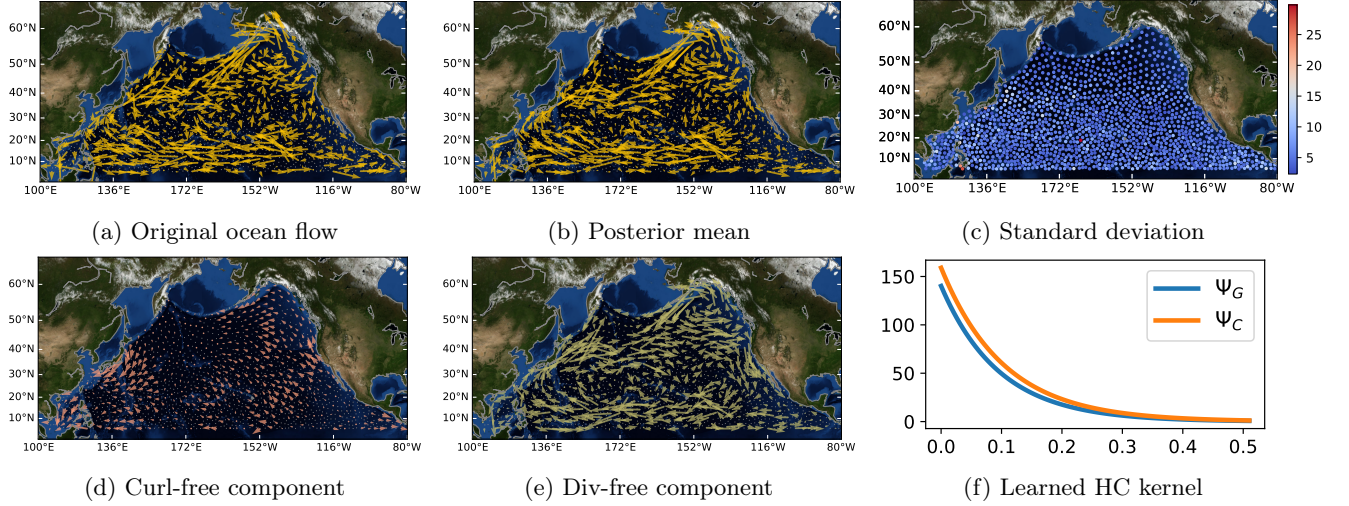 60°N
50°N
40°N
30°N
20°N
10°N
100°E 136°E 172°E 152°W 116°W 80°W
(a) Original ocean flow
60°N
50°N
40°N
30°N
20°N
10°N
100°E 136°E 172°E 152°W 116°W 80°W
(b) Posterior mean
60°N
50°N
40°N
30°N
20°N
10°N
100°E 136°E 172°E 152°W 116°W 80°W
25
20
15
10
5
(c) Standard deviation
60°N
50°N
40°N
30°N
20°N
10°N
100°E 136°E 172°E 152°W 116°W 80°W
(d) Curl-free component
60°N
50°N
40°N
30°N
20°N
10°N
100°E 136°E 172°E 152°W 116°W 80°W
(e) Div-free component
150
100
50
0
Ψ_G
Ψ_C
0.0 0.1 0.2 0.3 0.4 0.5
(f) Learned HC kernel